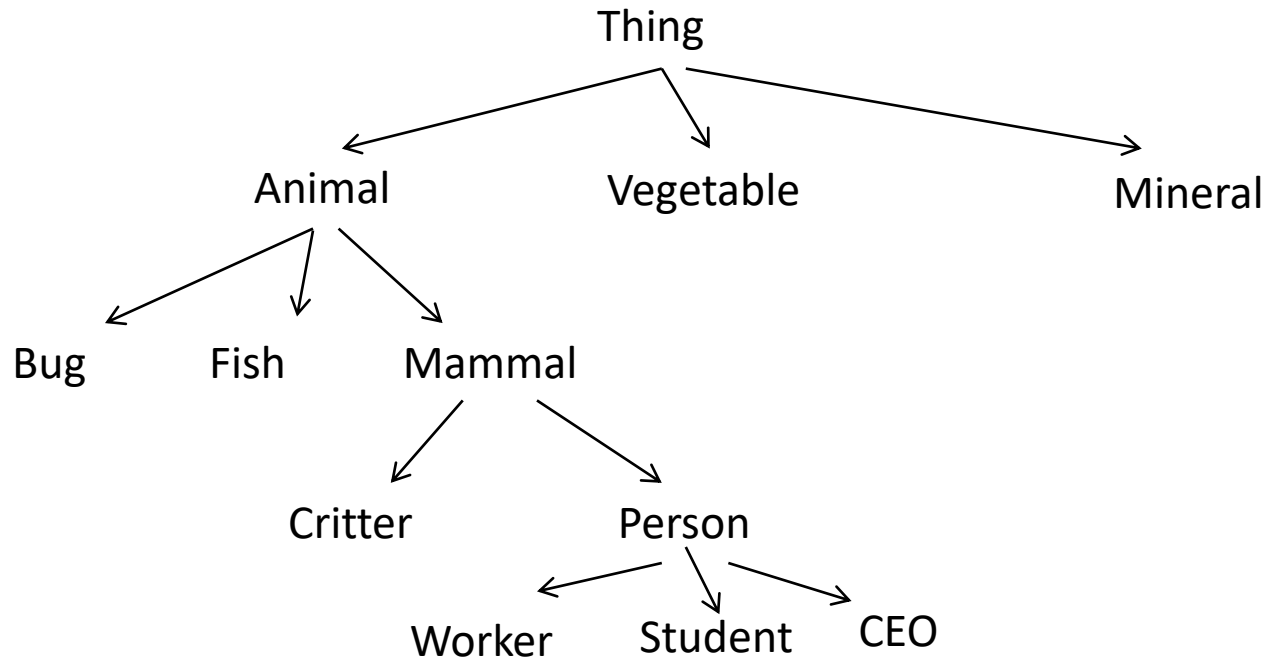 Thing
Animal Vegetable Mineral
Bug Fish Mammal
Critter Person
Worker Student CEO